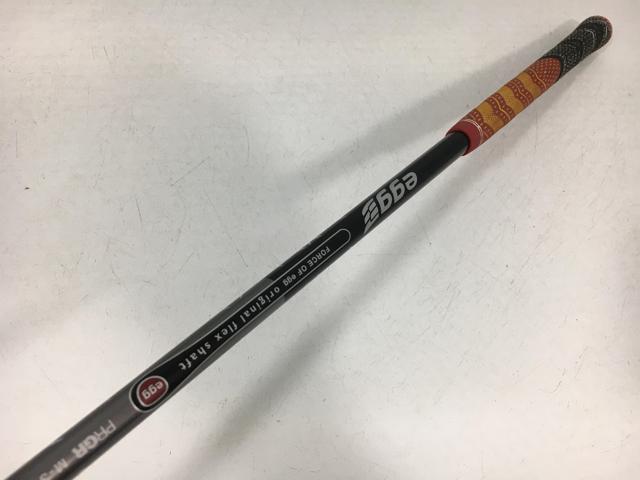 egg
FORCE OF egg original flex shaft
egg
PRGR